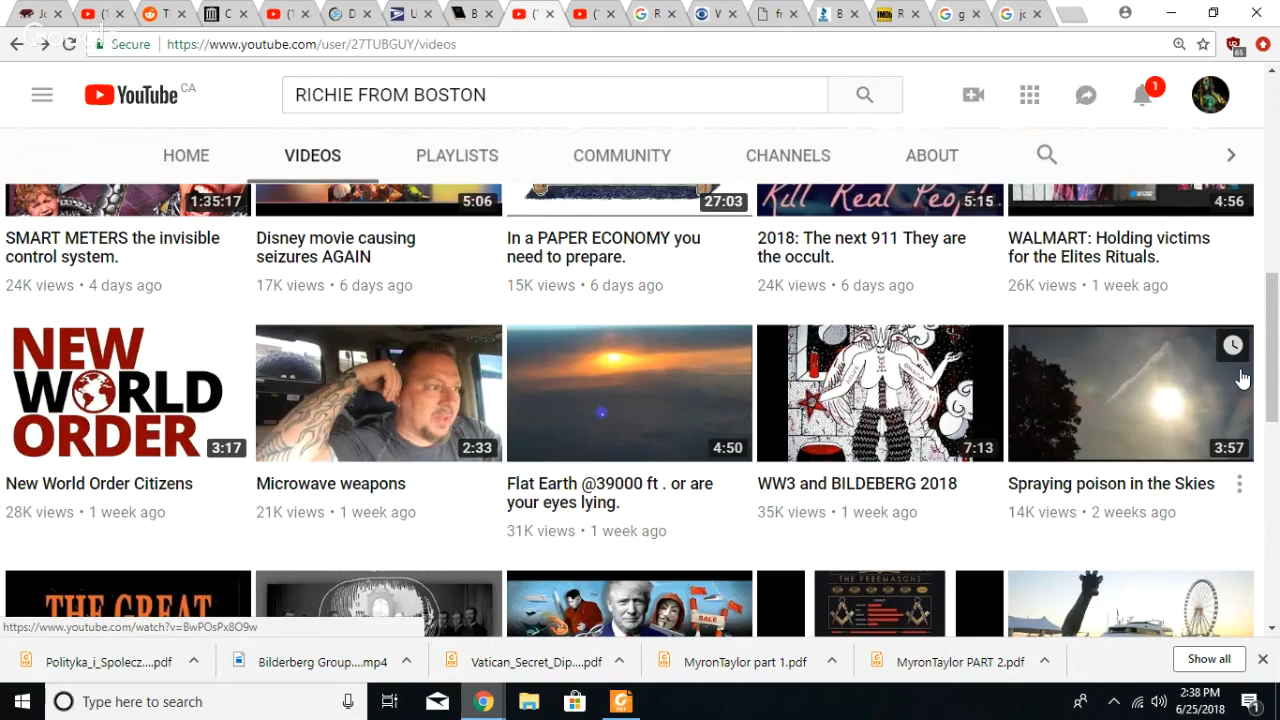 Secure
https://www.youtube.com/user/27TUBGUY/videos
65
YouTube CA
RICHIE FROM BOSTON
1
HOME
VIDEOS
PLAYLISTS
COMMUNITY
CHANNELS
ABOUT
1:35:17
5:06
27:03
Kill Real
5:15
4:56
SMART METERS the invisible
control system.
24K views • 4 days ago
Disney movie causing
seizures AGAIN
17K views • 6 days ago
In a PAPER ECONOMY you
need to prepare.
15K views • 6 days ago
2018: The next 911 They are
the occult.
24K views • 6 days ago
WALMART: Holding victims
for the Elites Rituals.
26K views • 1 week ago
NEW
WORLD
ORDER
3:17
2:33
4:50
7:13
3:57
New World Order Citizens
28K views • 1 week ago
Microwave weapons
21K views • 1 week ago
Flat Earth @39000 ft . or are
your eyes lying.
31K views • 1 week ago
WW3 and BILDEBERG 2018
35K views • 1 week ago
Spraying poison in the Skies
14K views • 2 weeks ago
THE GREAT
SALE
THE FREEMASONS
Polityka_i_Spolecz....pdf
Bilderberg Group....mp4
Vatican_Secret_Dip....pdf
MyronTaylor part 1.pdf
MyronTaylor PART 2.pdf
Show all
Type here to search
2:38 PM
6/25/2018
1